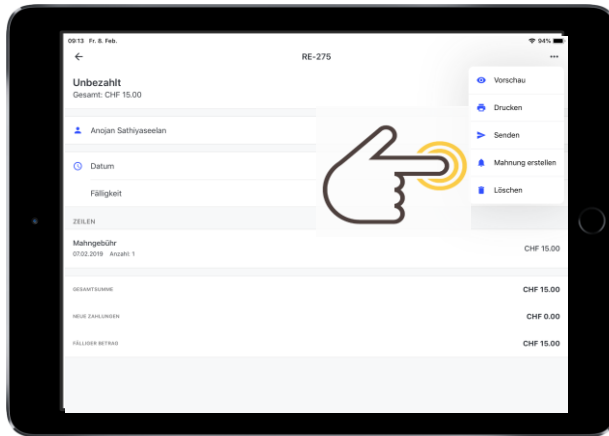 09:13 Fr. 8. Feb. 94%
RE-275
Unbezahlt
Gesamt: CHF 15.00
Vorschau
Drucken
Senden
Mahnung erstellen
Löschen
Anojan Sathiyaseelan
Datum
Fälligkeit
ZEILEN
Mahngebühr CHF 15.00
07.02.2019 Anzahl: 1
GESAMTSUMME CHF 15.00
NEUE ZAHLUNGEN CHF 0.00
FÄLLIGER BETRAG CHF 15.00